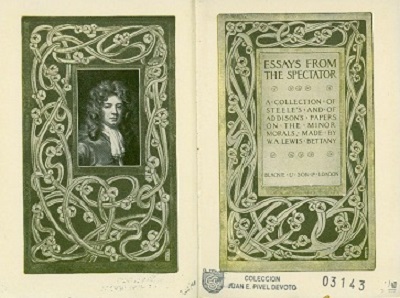 ESSAYS FROM
THE SPECTATOR
A COLLECTION OF
STEELE'S AND OF
ADDISON'S PAPERS
ON THE MINOR
MORALS, MADE BY
W.A. LEWIS BETTANY
BLACKIE
LONDON
COLECCION
JUAN E. PIVEL DEVOTO
03143